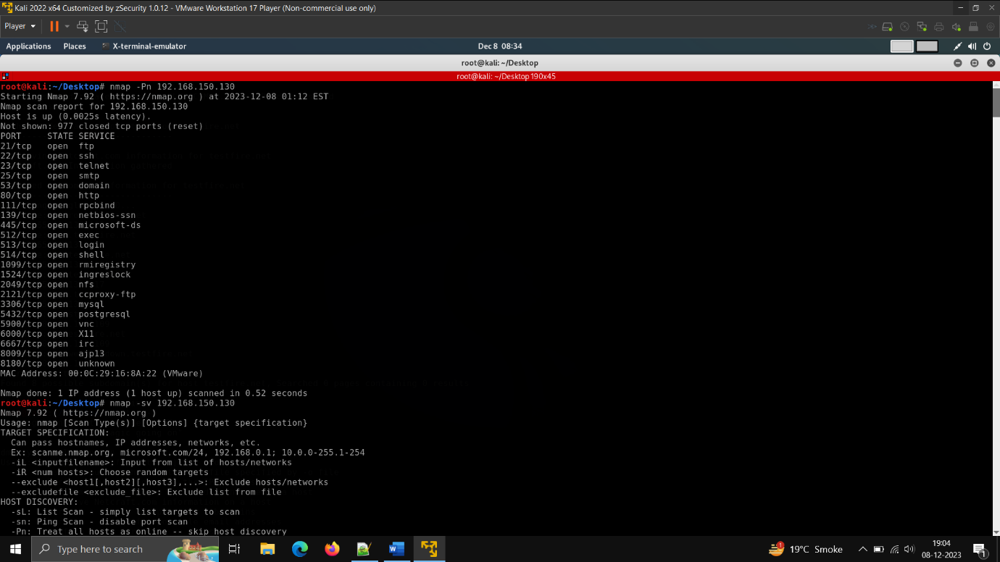 Kali 2022 x64 Customized by zSecurity 1.0.12 - VMware Workstation 17 Player (Non-commercial use only)
Player
Applications Places X-terminal-emulator Dec 8 08:34
root@kali: ~/Desktop
root@kali: ~/Desktop 190x45
root@kali:~/Desktop# nmap -Pn 192.168.150.130
Starting Nmap 7.92 ( https://nmap.org ) at 2023-12-08 01:12 EST
Nmap scan report for 192.168.150.130
Host is up (0.0025s latency).
Not shown: 977 closed tcp ports (reset)
PORT     STATE SERVICE
21/tcp   open  ftp
22/tcp   open  ssh
23/tcp   open  telnet
25/tcp   open  smtp
53/tcp   open  domain
80/tcp   open  http
111/tcp  open  rpcbind
139/tcp  open  netbios-ssn
445/tcp  open  microsoft-ds
512/tcp  open  exec
513/tcp  open  login
514/tcp  open  shell
1099/tcp open  rmiregistry
1524/tcp open  ingreslock
2049/tcp open  nfs
2121/tcp open  ccproxy-ftp
3306/tcp open  mysql
5432/tcp open  postgresql
5900/tcp open  vnc
6000/tcp open  X11
6667/tcp open  irc
8009/tcp open  ajp13
8180/tcp open  unknown
MAC Address: 00:0C:29:16:8A:22 (VMware)
Nmap done: 1 IP address (1 host up) scanned in 0.52 seconds
root@kali:~/Desktop# nmap -sv 192.168.150.130
Nmap 7.92 ( https://nmap.org )
Usage: nmap [Scan Type(s)] [Options] {target specification}
TARGET SPECIFICATION:
  Can pass hostnames, IP addresses, networks, etc.
  Ex: scanme.nmap.org, microsoft.com/24, 192.168.0.1; 10.0.0-255.1-254
  -iL <inputfilename>: Input from list of hosts/networks
  -iR <num hosts>: Choose random targets
  --exclude <host1[,host2][,host3],...>: Exclude hosts/networks
  --excludefile <exclude_file>: Exclude list from file
HOST DISCOVERY:
  -sL: List Scan - simply list targets to scan
  -sn: Ping Scan - disable port scan
  -Pn: Treat all hosts as online -- skip host discovery
Type here to search
1
19°C Smoke
19:04
08-12-2023
1